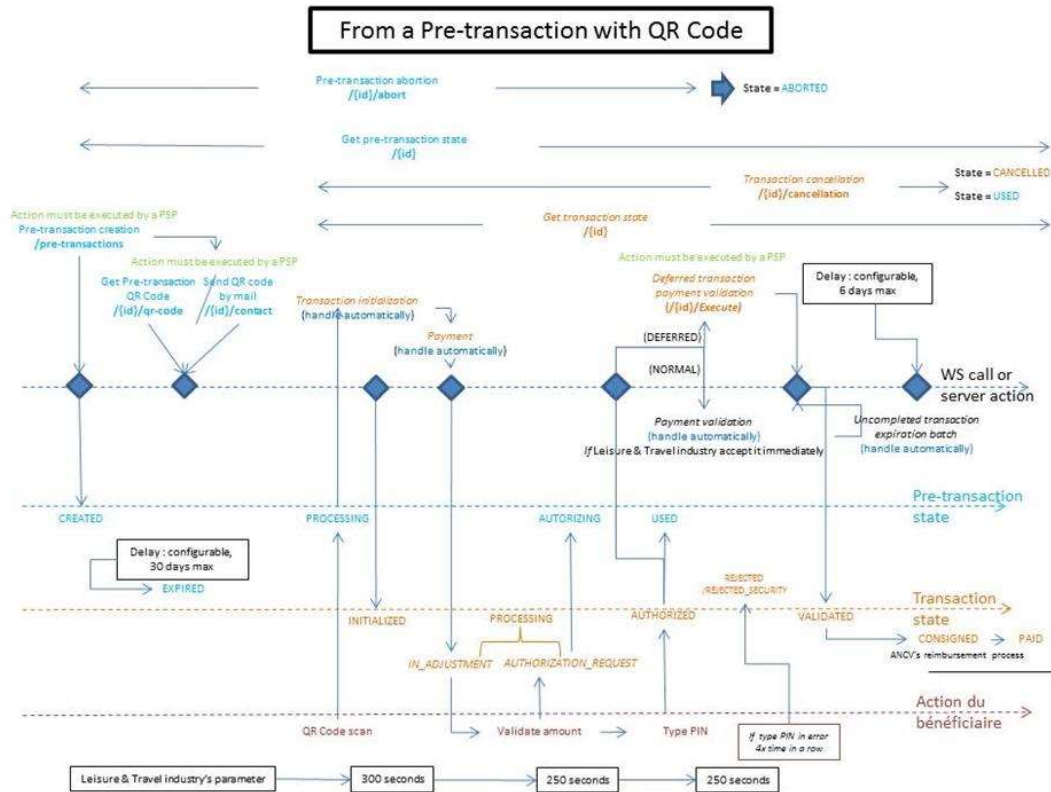 From a Pre-transaction with QR Code
Pre-transaction abortion
/{id}/abort
State = ABORTED
Get pre-transaction state
/{id}
State = CANCELLED
Transaction cancellation
/{id}/cancellation
State = USED
Action must be executed by a PSP
Pre-transaction creation
/pre-transactions
Get transaction state
/{id}
Action must be executed by a PSP
Get Pre-transaction
QR Code
/{id}/qr-code
Send QR code
by mail
/{id}/contact
Transaction initialization
(handle automatically)
Payment
(handle automatically)
Action must be executed by a PSP
Deferred transaction
payment validation
(/{id}/Execute)
Delay : configurable,
6 days max
(DEFERRED)
(NORMAL)
WS call or
server action
Payment validation
(handle automatically)
If Leisure & Travel industry accept it immediately
Uncompleted transaction
expiration batch
(handle automatically)
Pre-transaction
state
CREATED
PROCESSING
AUTORIZING
USED
Delay : configurable,
30 days max
EXPIRED
REJECTED
/REJECTED_SECURITY
Transaction
state
INITIALIZED
PROCESSING
AUTHORIZED
VALIDATED
CONSIGNED
PAID
ANCV's reimbursement process
IN_ADJUSTMENT
AUTHORIZATION_REQUEST
Action du
bénéficiaire
QR Code scan
Validate amount
Type PIN
If type PIN in error
4x time in a row
Leisure & Travel industry's parameter
300 seconds
250 seconds
250 seconds